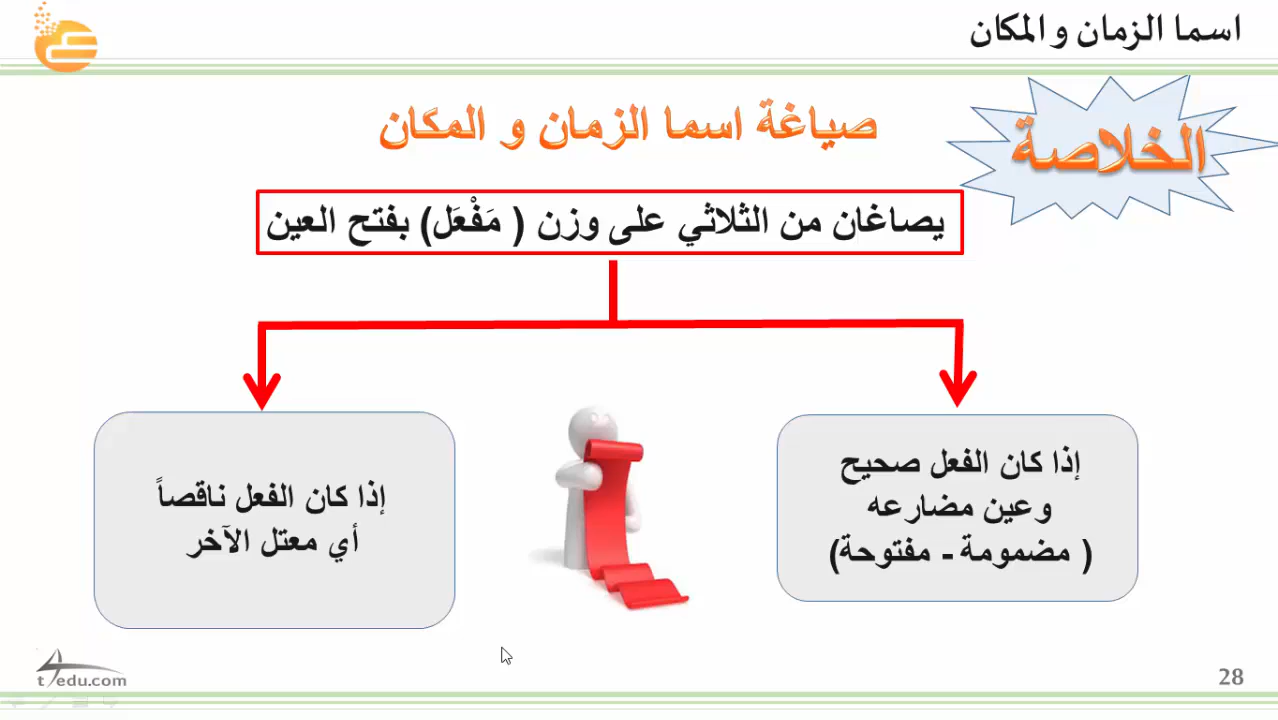 اسما الزمان والمكان
الخلاصة
صياغة اسما الزمان و المكان
يصاغان من الثلاثي على وزن ( مَفْعَل) بفتح العين
إذا كان الفعل صحيح
وعين مضارعه
( مضمومة - مفتوحة)
إذا كان الفعل ناقصاً
أي معتل الآخر
t4edu.com
28